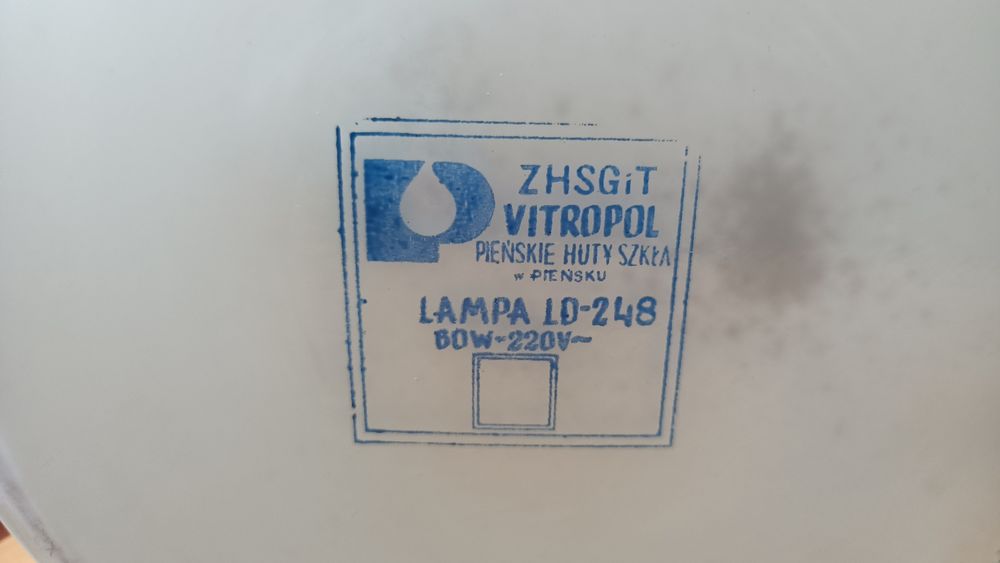 ZHSGiT
VITROPOL
PIEŃSKIE HUTY SZKŁA
w PIEŃSKU
LAMPA LD-248
60W-220V~